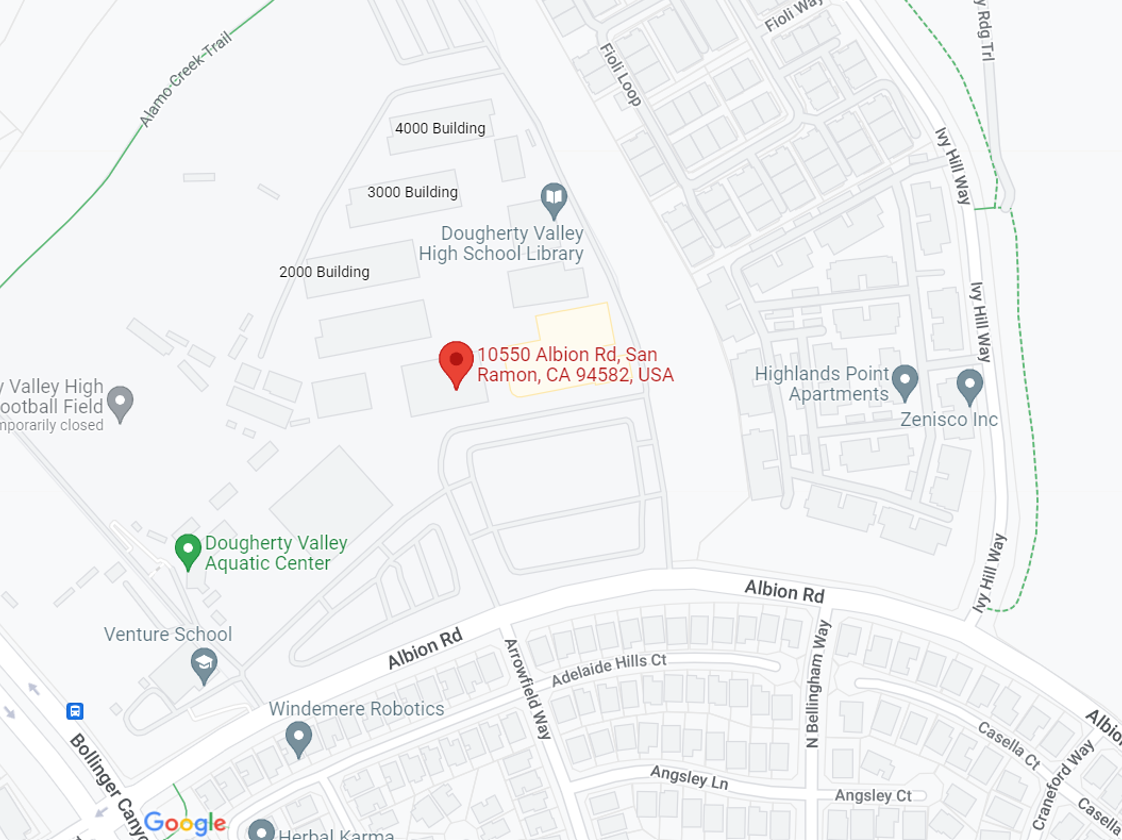 Fioli Way
y Rdg Trl
Alamo Creek Trail
Fioli Loop
4000 Building
Ivy Hill Way
3000 Building
Dougherty Valley
High School Library
2000 Building
Ivy Hill Way
10550 Albion Rd, San
Ramon, CA 94582, USA
Highlands Point
Apartments
y Valley High
ootball Field
mporarily closed
Zenisco Inc
Dougherty Valley
Aquatic Center
Ivy Hill Way
Albion Rd
Venture School
Albion Rd
Arrowfield Way
Adelaide Hills Ct
N Bellingham Way
Windemere Robotics
Bollinger Cany
Casella Ct
Albio
Angsley Ln
Angsley Ct
Craneford Way
Casella
Google
Herbal Karma